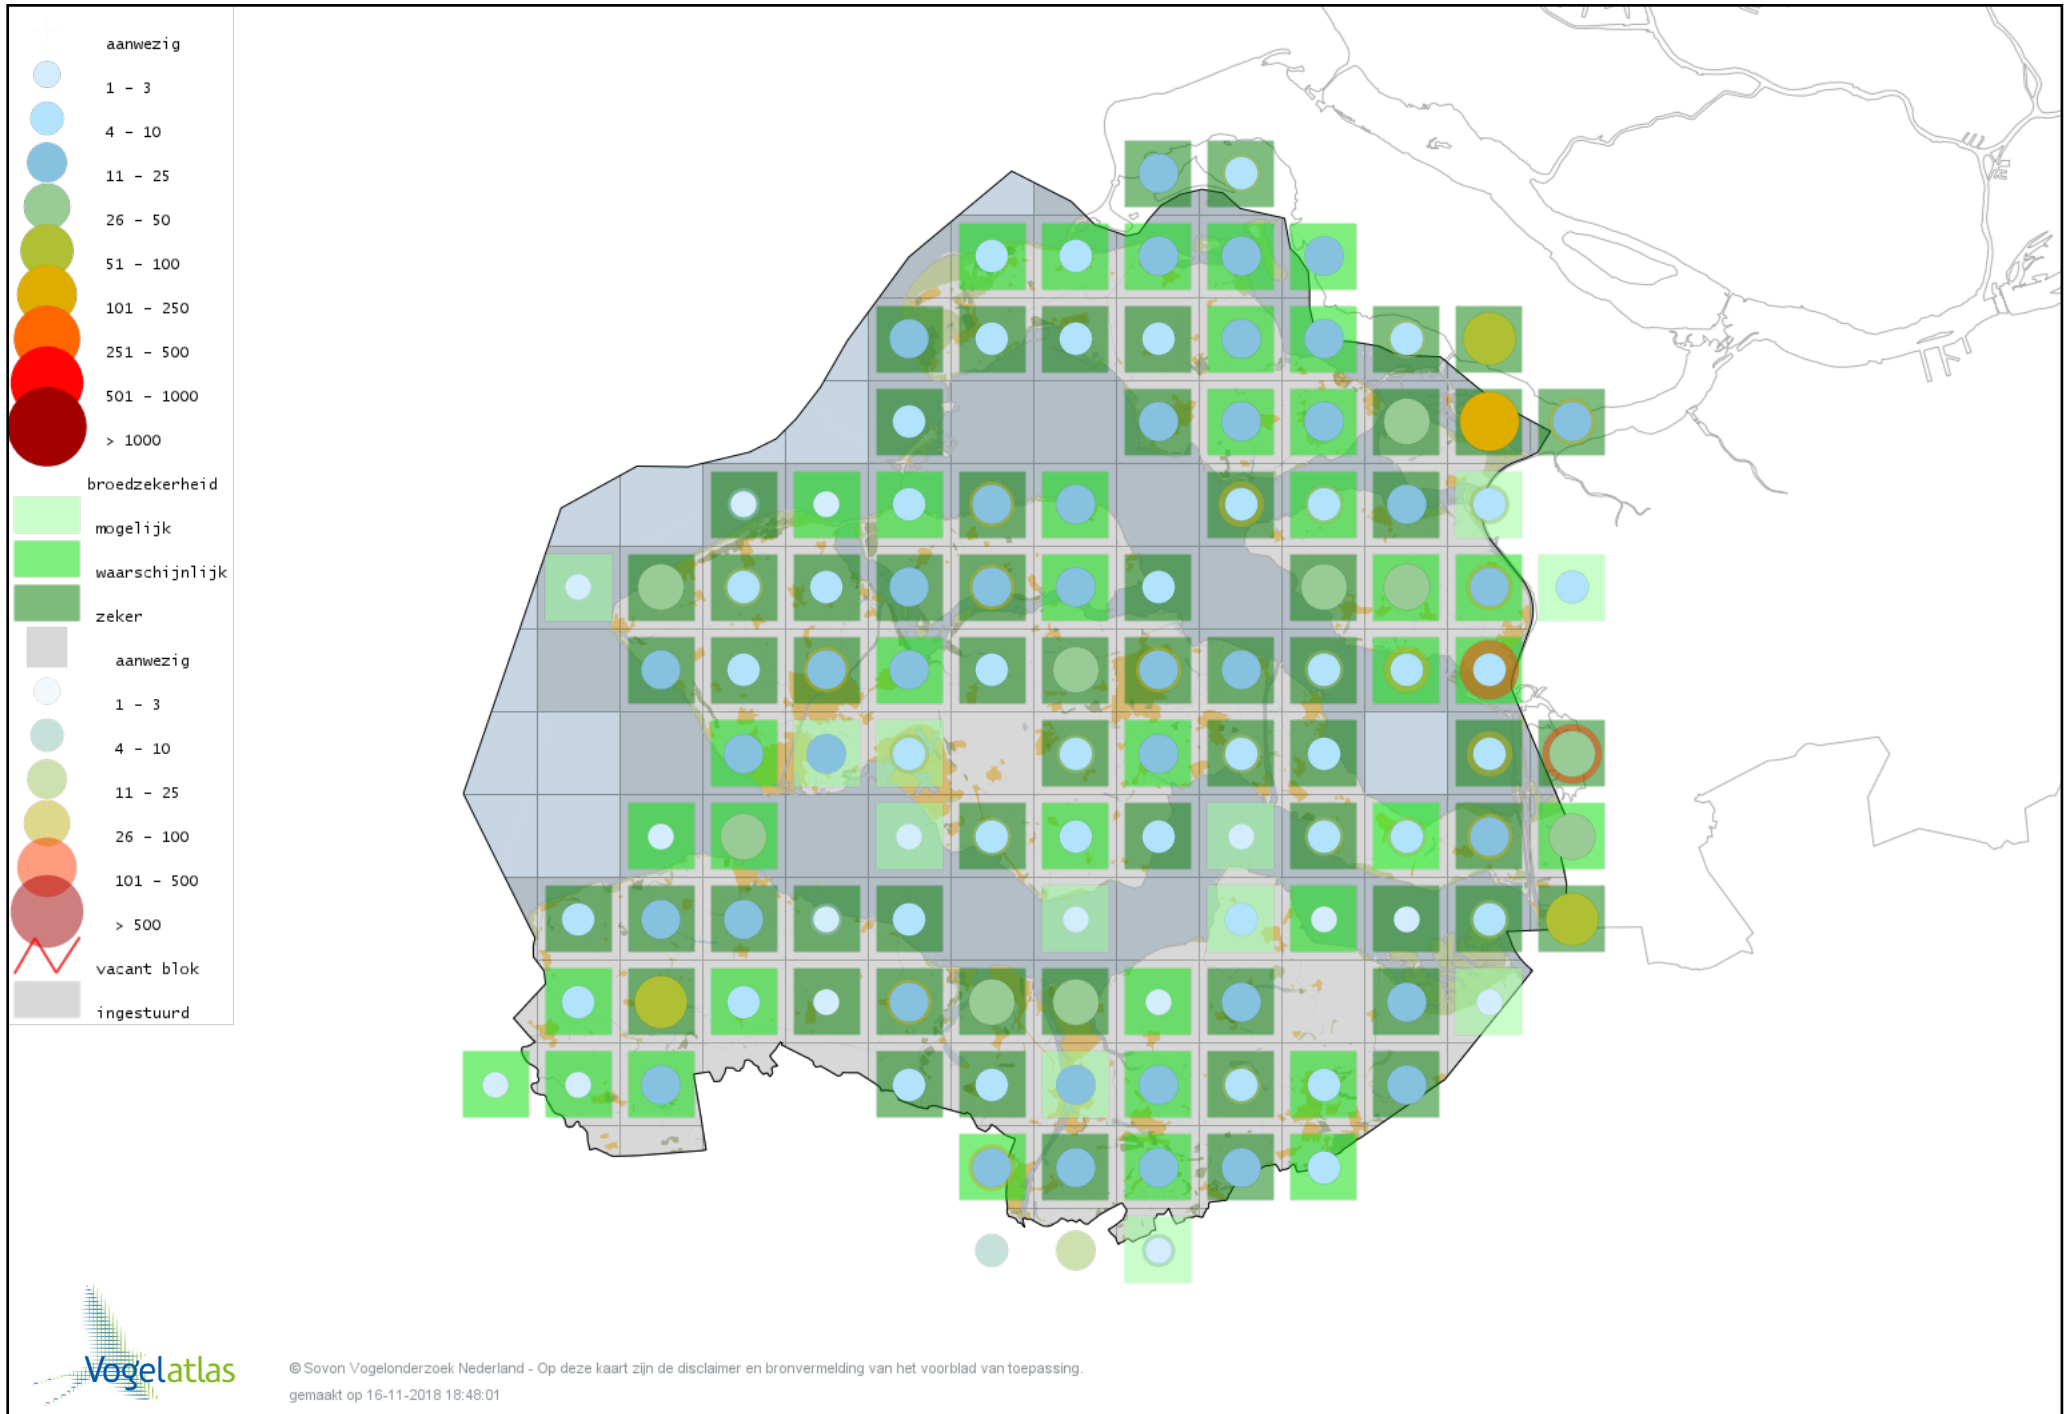 aanwezig
1 - 3
4 - 10
11 - 25
26 - 50
51 - 100
101 - 250
251 - 500
501 - 1000
> 1000
broedzekerheid
mogelijk
waarschijnlijk
zeker
aanwezig
1 - 3
4 - 10
11 - 25
26 - 100
101 - 500
> 500
vacant blok
ingestuurd
Vogelatlas
© Sovon Vogelonderzoek Nederland - Op deze kaart zijn de disclaimer en bronvermelding van het voorblad van toepassing.
gemaakt op 16-11-2018 18:48:01